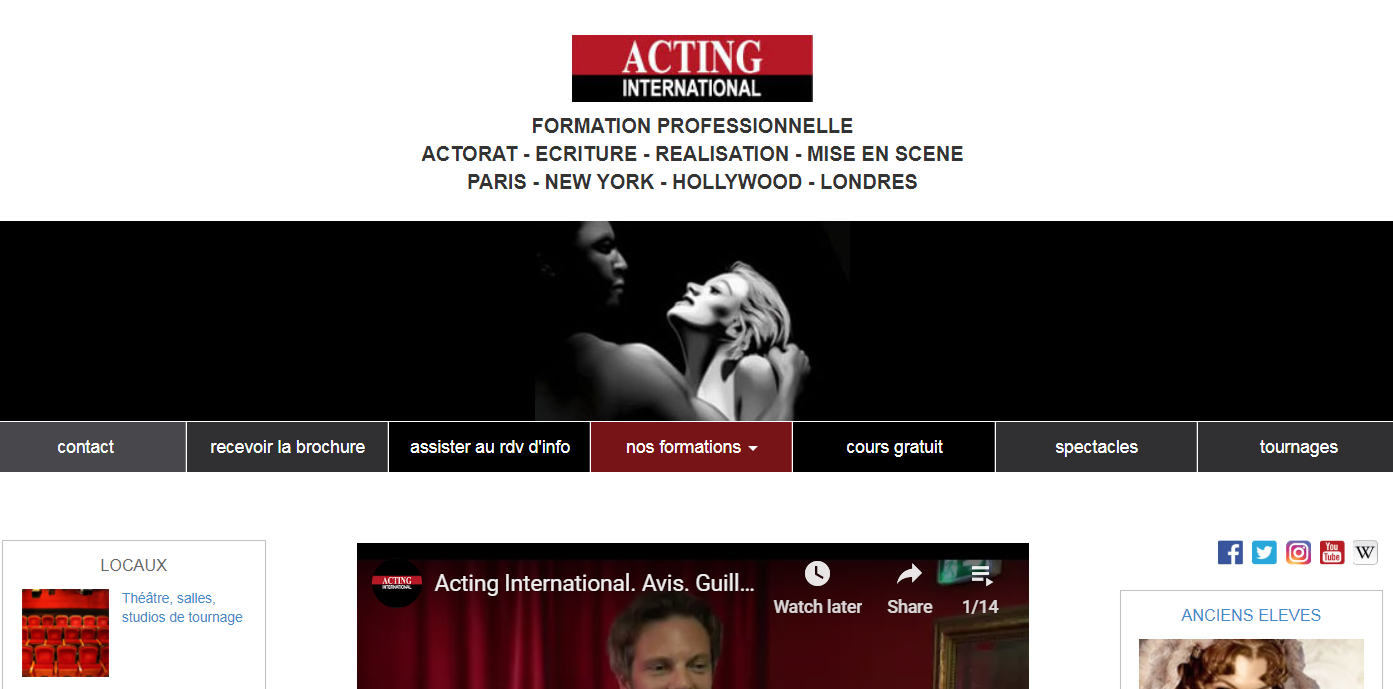 ACTING
INTERNATIONAL
FORMATION PROFESSIONNELLE
ACTORAT - ECRITURE - REALISATION - MISE EN SCENE
PARIS - NEW YORK - HOLLYWOOD - LONDRES
contact
recevoir la brochure
assister au rdv d'info
nos formations
cours gratuit
spectacles
tournages
LOCAUX
Théâtre, salles,
studios de tournage
ACTING
INTERNATIONAL
Acting International. Avis. Guill...
Watch later
Share
1/14
You
Tube
W
ANCIENS ELEVES